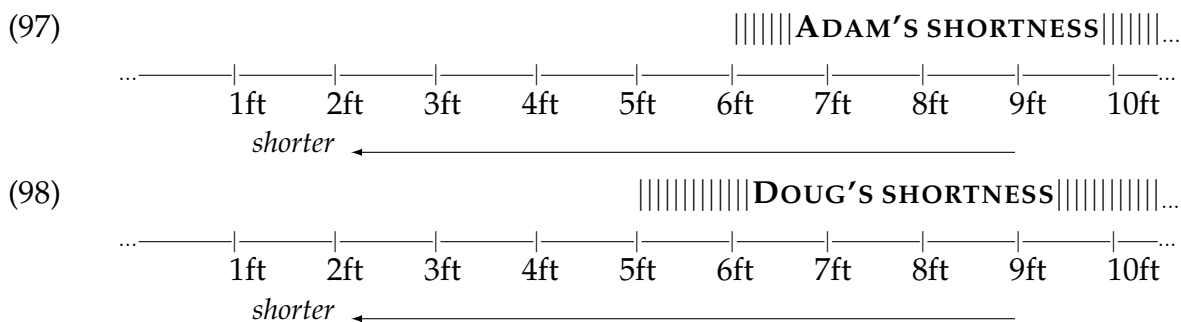 (97) |||||||ADAM'S SHORTNESS|||||||...
... ...
1ft 2ft 3ft 4ft 5ft 6ft 7ft 8ft 9ft 10ft
shorter
(98) |||||||||||||DOUG'S SHORTNESS||||||||||||...
... ...
1ft 2ft 3ft 4ft 5ft 6ft 7ft 8ft 9ft 10ft
shorter